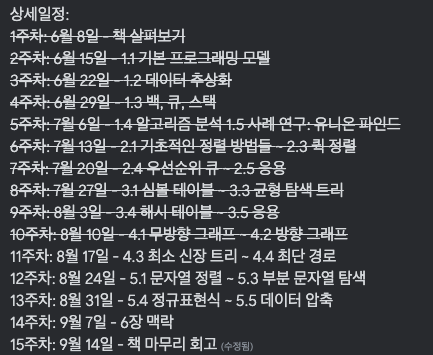 상세일정:
1주차: 6월 8일 - 책 살펴보기
2주차: 6월 15일 - 1.1 기본 프로그래밍 모델
3주차: 6월 22일 - 1.2 데이터 추상화
4주차: 6월 29일 - 1.3 백, 큐, 스택
5주차: 7월 6일 - 1.4 알고리즘 분석 1.5 사례 연구: 유니온 파인드
6주차: 7월 13일 - 2.1 기초적인 정렬 방법들 ~ 2.3 퀵 정렬
7주차: 7월 20일 - 2.4 우선순위 큐 ~ 2.5 응용
8주차: 7월 27일 - 3.1 심볼 테이블 ~ 3.3 균형 탐색 트리
9주차: 8월 3일 - 3.4 해시 테이블 ~ 3.5 응용
10주차: 8월 10일 - 4.1 무방향 그래프 ~ 4.2 방향 그래프
11주차: 8월 17일 - 4.3 최소 신장 트리 ~ 4.4 최단 경로
12주차: 8월 24일 - 5.1 문자열 정렬 ~ 5.3 부분 문자열 탐색
13주차: 8월 31일 - 5.4 정규표현식 ~ 5.5 데이터 압축
14주차: 9월 7일 - 6장 맥락
15주차: 9월 14일 - 책 마무리 회고 (수정됨)